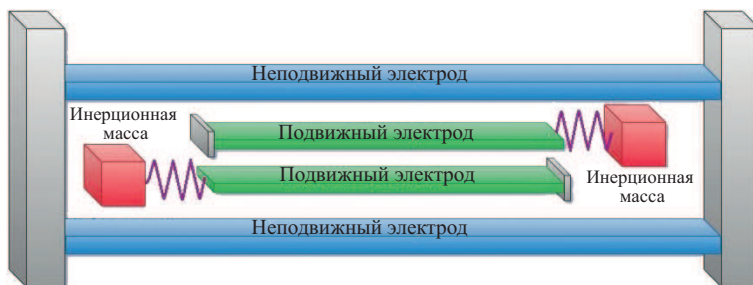 Неподвижный электрод
Инерционная
масса
Подвижный электрод
Подвижный электрод
Инерционная
масса
Неподвижный электрод